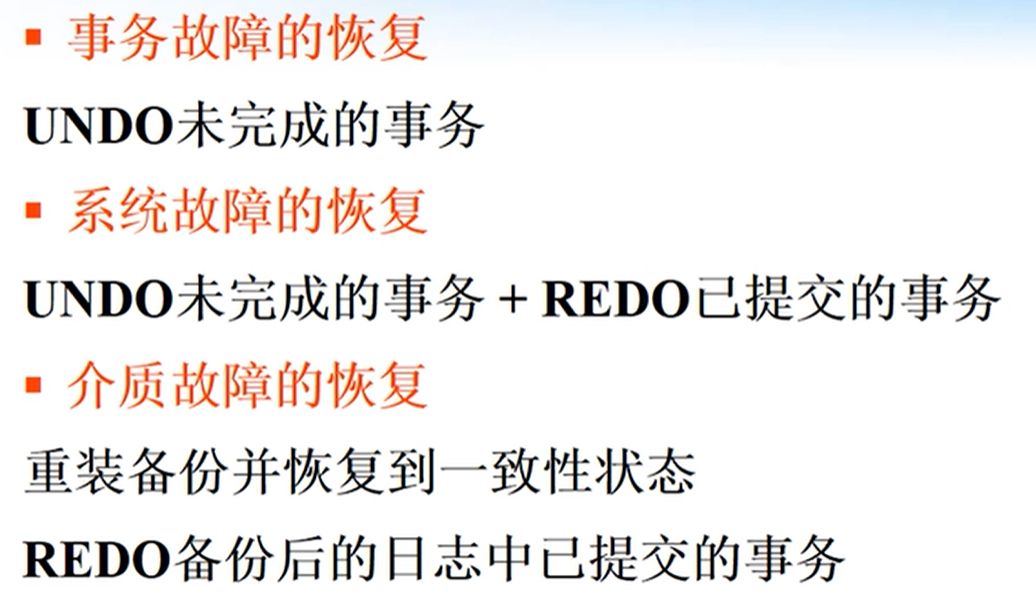 ▪ 事务故障的恢复
UNDO未完成的事务
▪ 系统故障的恢复
UNDO未完成的事务 + REDO已提交的事务
▪ 介质故障的恢复
重装备份并恢复到一致性状态
REDO备份后的日志中已提交的事务